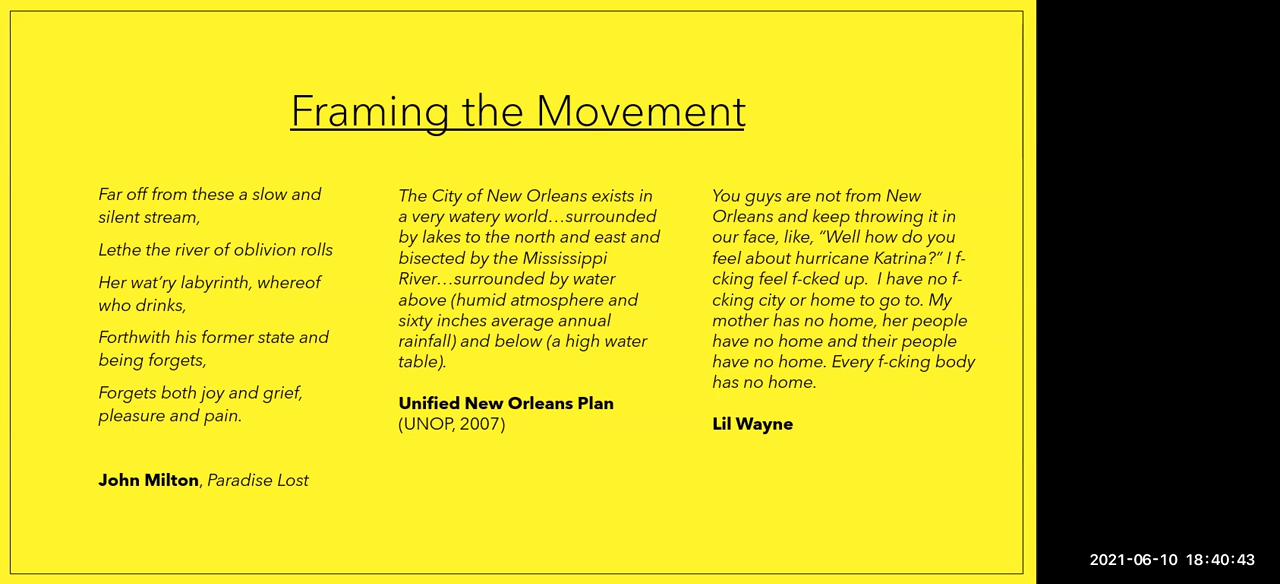 Framing the Movement
Far off from these a slow and
silent stream,
Lethe the river of oblivion rolls
Her wat’ry labyrinth, whereof
who drinks,
Forthwith his former state and
being forgets,
Forgets both joy and grief,
pleasure and pain.
John Milton, Paradise Lost
The City of New Orleans exists in
a very watery world…surrounded
by lakes to the north and east and
bisected by the Mississippi
River…surrounded by water
above (humid atmosphere and
sixty inches average annual
rainfall) and below (a high water
table).
Unified New Orleans Plan
(UNOP, 2007)
You guys are not from New
Orleans and keep throwing it in
our face, like, “Well how do you
feel about hurricane Katrina?” I f-
cking feel f-cked up.  I have no f-
cking city or home to go to. My
mother has no home, her people
have no home and their people
have no home. Every f-cking body
has no home.
Lil Wayne
2021-06-10 18:40:43